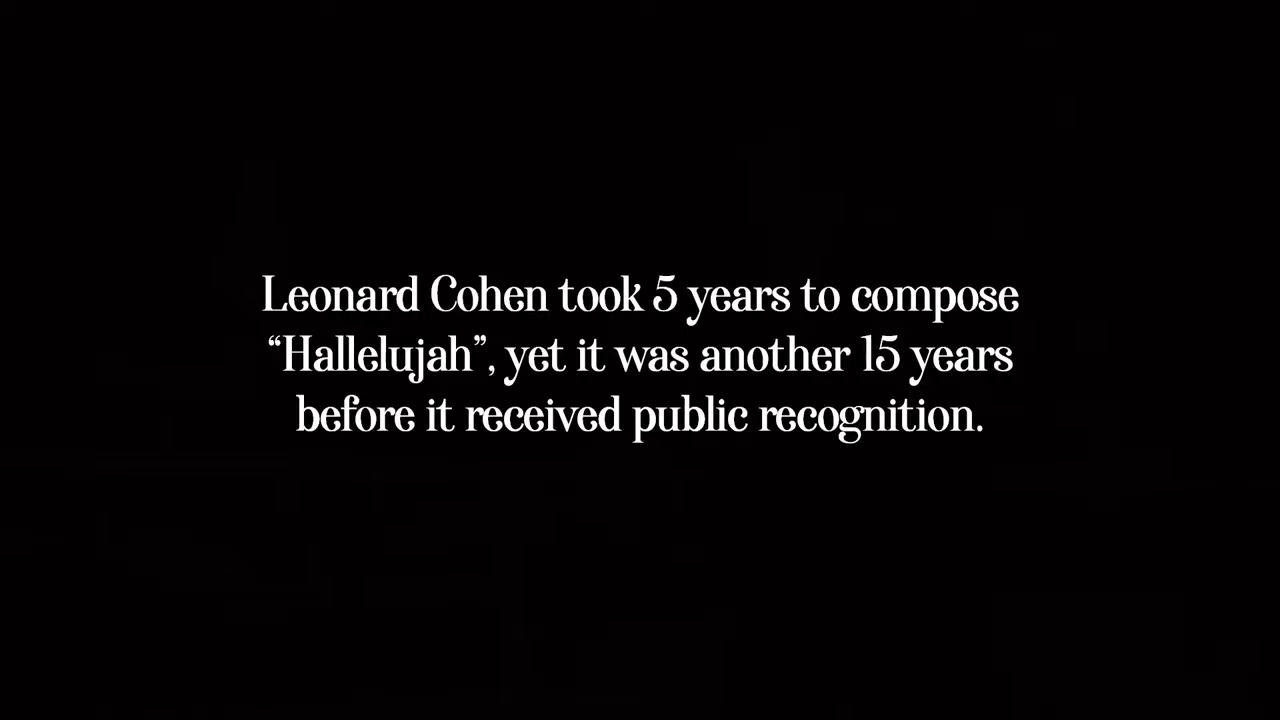 Leonard Cohen took 5 years to compose
“Hallelujah”, yet it was another 15 years
before it received public recognition.